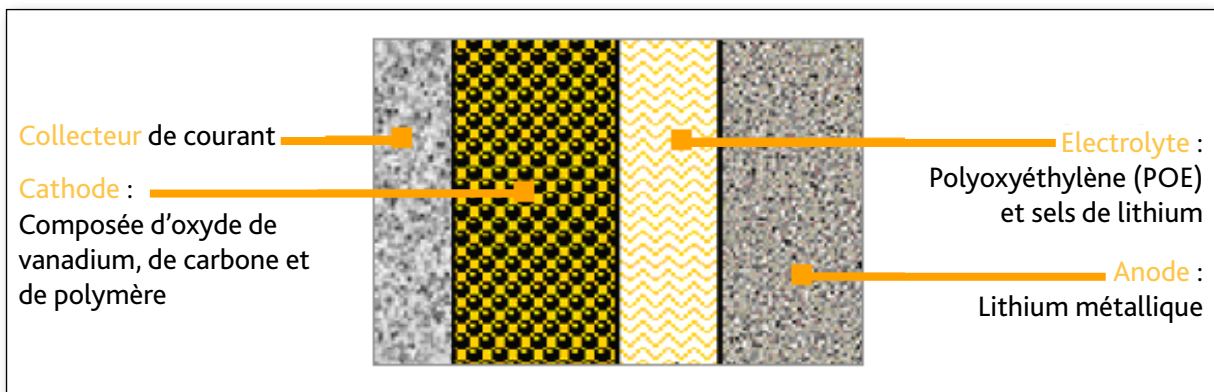 Collecteur de courant
Cathode :
Composée d'oxyde de
vanadium, de carbone et
de polymère
Electrolyte :
Polyoxyéthylène (POE)
et sels de lithium
Anode :
Lithium métallique